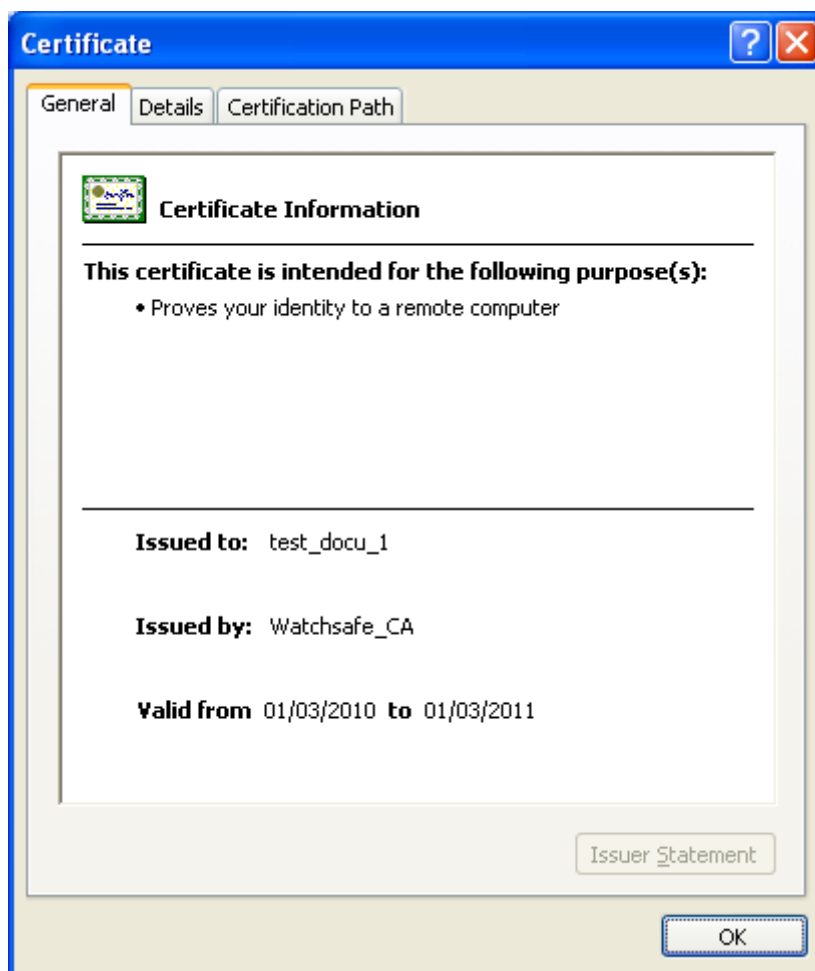 Certificate
General Details Certification Path
Certificate Information
This certificate is intended for the following purpose(s):
• Proves your identity to a remote computer
Issued to: test_docu_1
Issued by: Watchsafe_CA
Valid from 01/03/2010 to 01/03/2011
Issuer Statement
OK